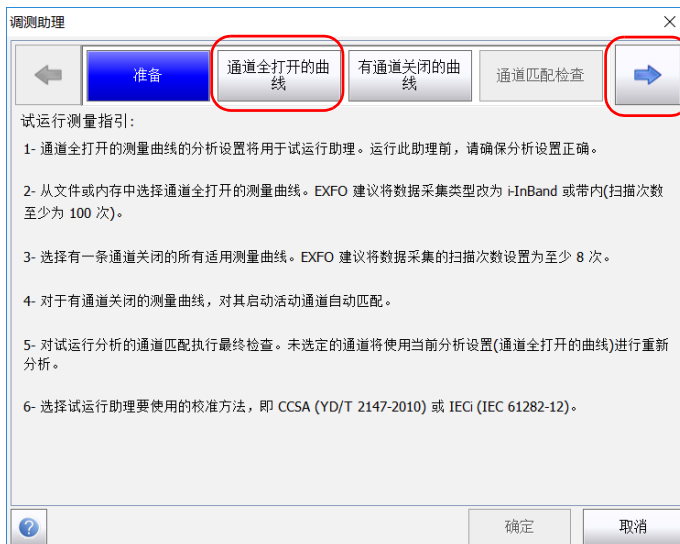 调测助理
准备
通道全打开的曲
线
有通道关闭的曲
线
通道匹配检查
试运行测量指引:
1- 通道全打开的测量曲线的分析设置将用于试运行助理。运行此助理前，请确保分析设置正确。
2- 从文件或内存中选择通道全打开的测量曲线。EXFO 建议将数据采集类型改为 i-InBand 或带内(扫描次数
至少为 100 次)。
3- 选择有一条通道关闭的所有适用测量曲线。EXFO 建议将数据采集的扫描次数设置为至少 8 次。
4- 对于有通道关闭的测量曲线，对其启动活动通道自动匹配。
5- 对试运行分析的通道匹配执行最终检查。未选定的通道将使用当前分析设置(通道全打开的曲线)进行重新
分析。
6- 选择试运行助理要使用的校准方法，即 CCSA (YD/T 2147-2010) 或 IECi (IEC 61282-12)。
?
确定
取消